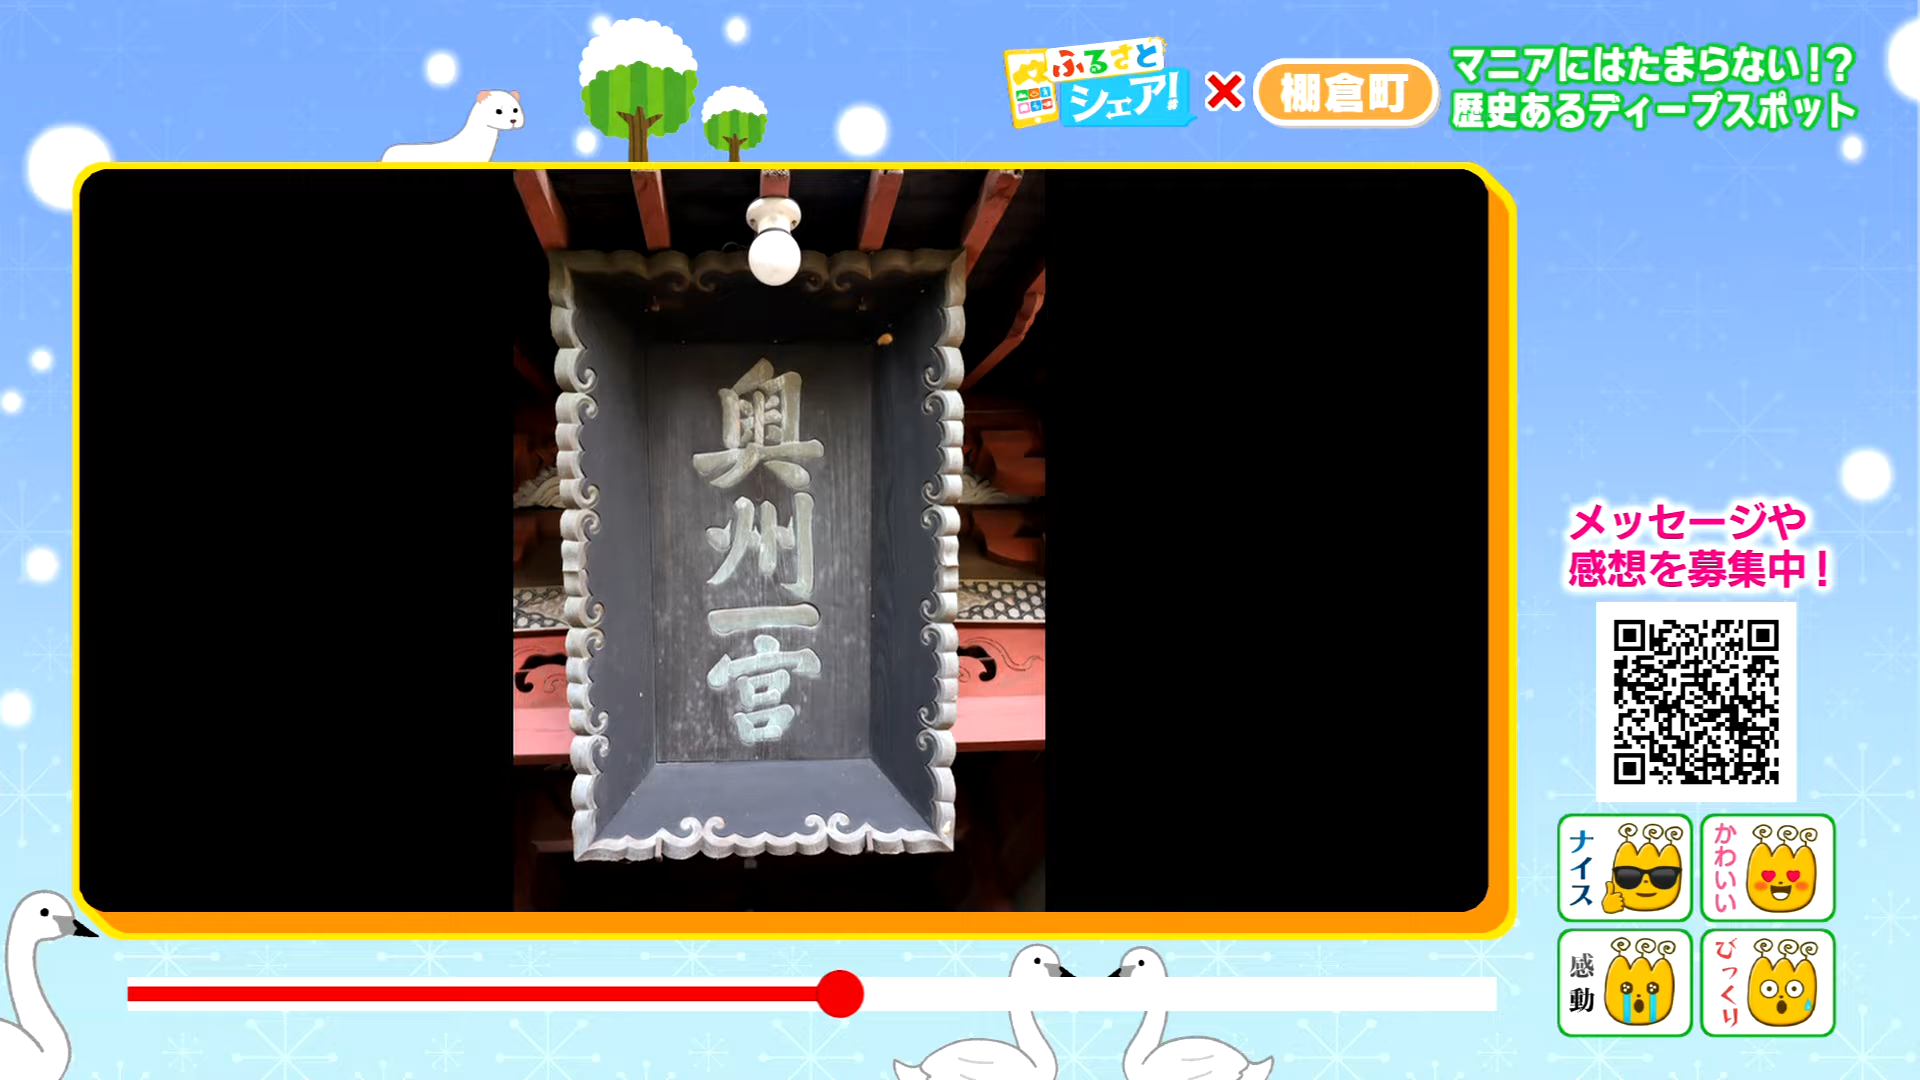 ふるさと
シェア!
×
棚倉町
マニアにはたまらない!?
歴史あるディープスポット
奥州一宮
メッセージや
感想を募集中!
ナイス
かわいい
感動
びっくり